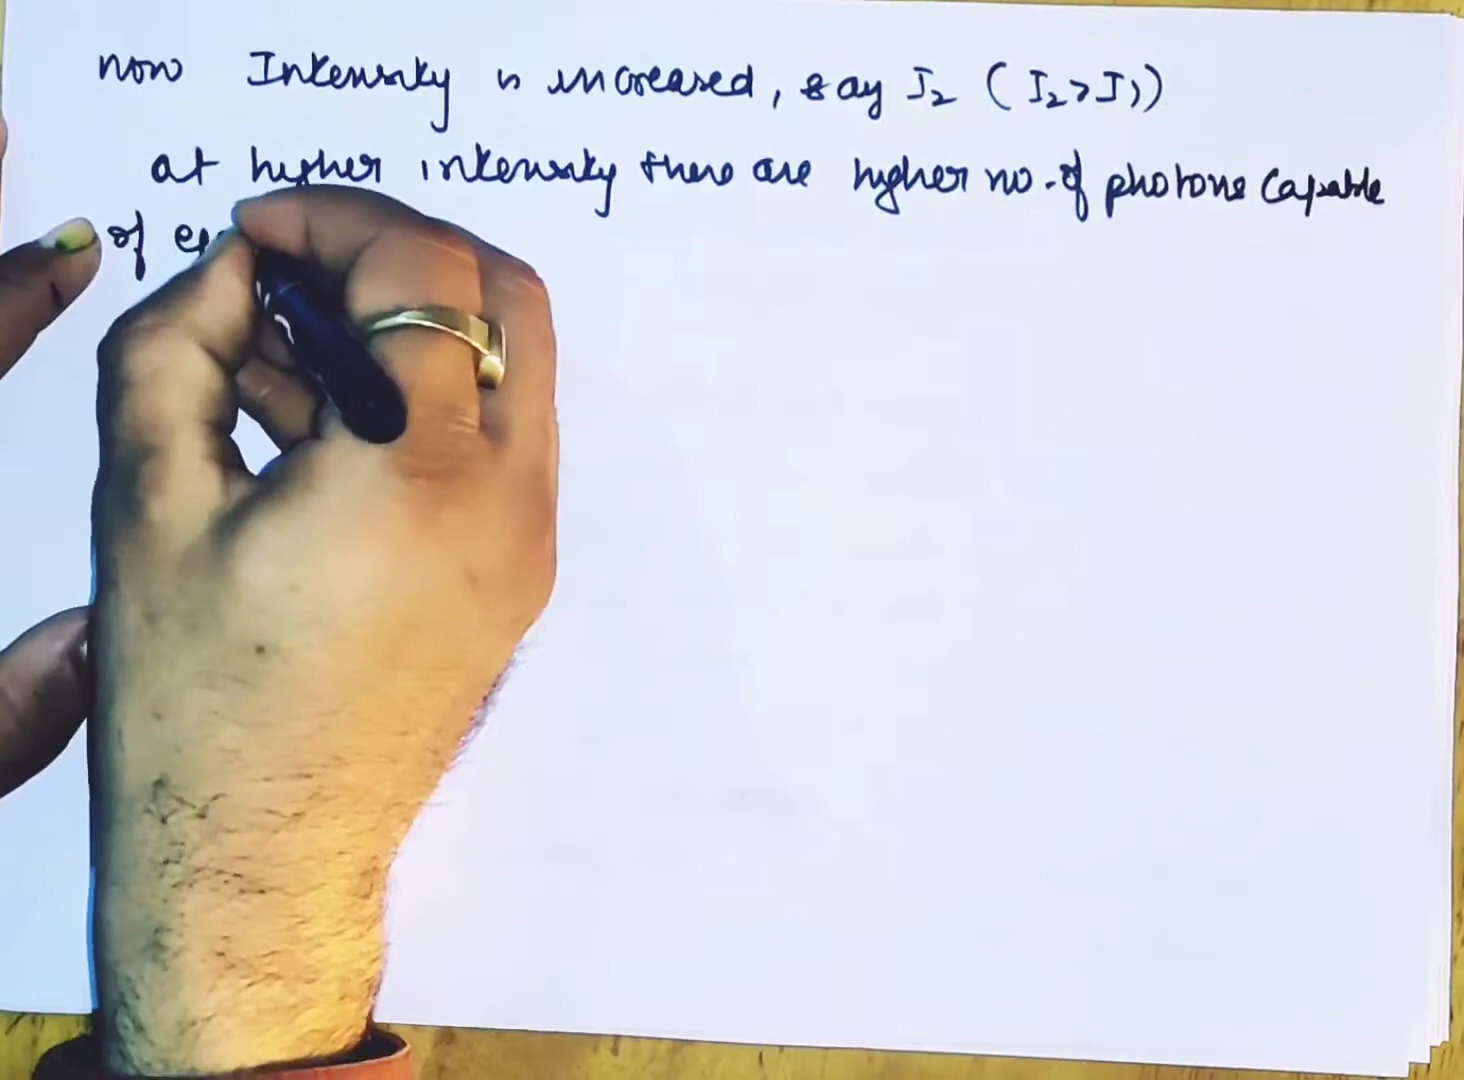 now Intensity is increased, say I2 (I2>I1)
at higher intensity there are higher no. of photons capable
of